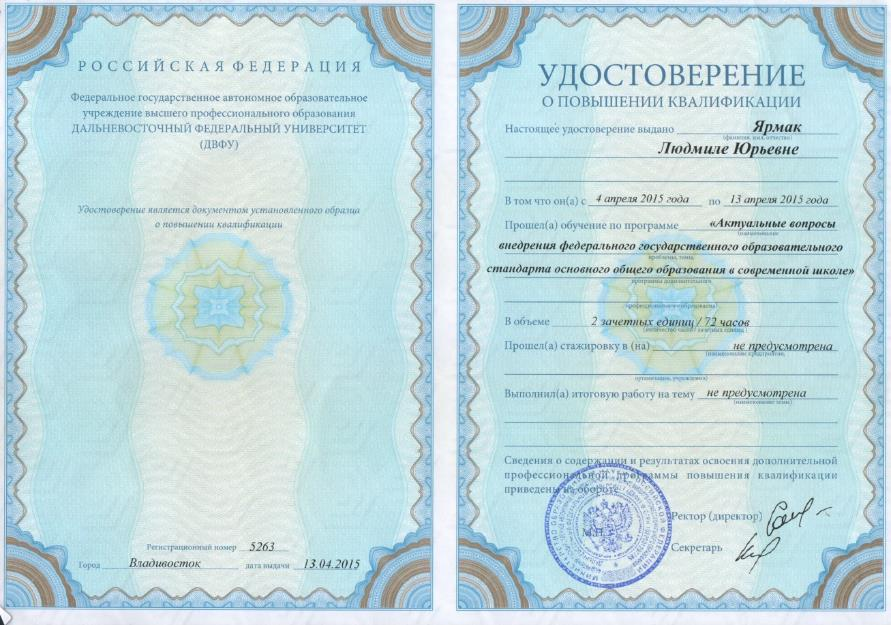 РОССИЙСКАЯ ФЕДЕРАЦИЯ
Федеральное государственное автономное образовательное
учреждение высшего профессионального образования
ДАЛЬНЕВОСТОЧНЫЙ ФЕДЕРАЛЬНЫЙ УНИВЕРСИТЕТ
(ДВФУ)
Удостоверение является документом установленного образца
о повышении квалификации
Регистрационный номер 5263
Город Владивосток дата выдачи 13.04.2015
УДОСТОВЕРЕНИЕ
О ПОВЫШЕНИИ КВАЛИФИКАЦИИ
Настоящее удостоверение выдано Ярмак
(фамилия, имя, отчество)
Людмиле Юрьевне
В том что он(а) с 4 апреля 2015 года по 13 апреля 2015 года
Прошел(а) обучение по программе «Актуальные вопросы
(наименование
внедрения федерального государственного образовательного
проблемы, темы,
стандарта основного общего образования в современной школе»
программы дополнительного
профессионального образования)
В объеме 2 зачетных единиц / 72 часов
(количество часов / зачетных единиц)
Прошел(а) стажировку в (на) не предусмотрена
(наименование предприятия,
организации, учреждения)
Выполнил(а) итоговую работу на тему не предусмотрена
(наименование темы)
Сведения о содержании и результатах освоения дополнительной
профессиональной программы повышения квалификации
приведены на обороте
М.П.
Ректор (директор)
Секретарь